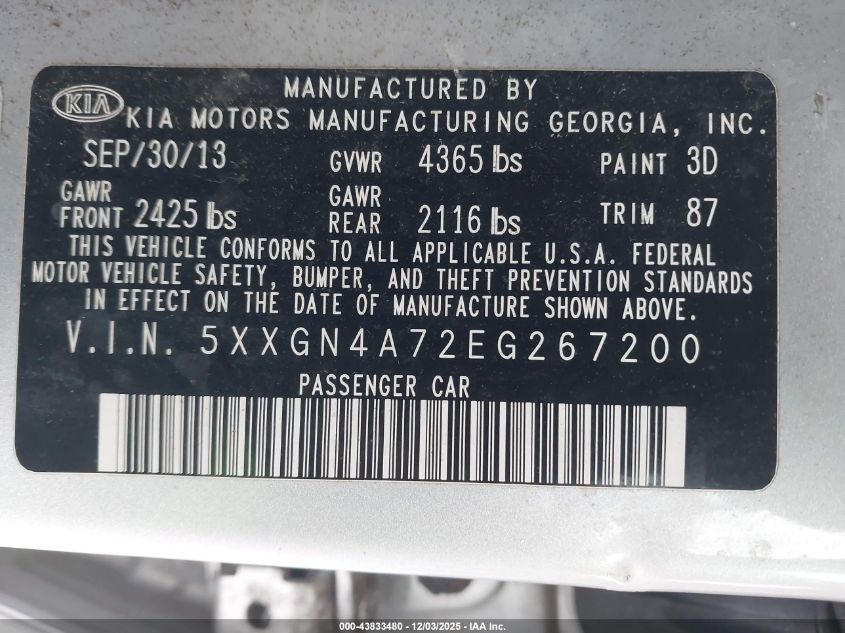 MANUFACTURED BY
KIA KIA MOTORS MANUFACTURING GEORGIA, INC.
SEP/30/13 GVWR 4365 lbs PAINT 3D
GAWR FRONT 2425 lbs GAWR REAR 2116 lbs TRIM 87
THIS VEHICLE CONFORMS TO ALL APPLICABLE U.S.A. FEDERAL
MOTOR VEHICLE SAFETY, BUMPER, AND THEFT PREVENTION STANDARDS
IN EFFECT ON THE DATE OF MANUFACTURE SHOWN ABOVE.
V.I.N. 5XXGN4A72EG267200
PASSENGER CAR
000-43833480 - 12/03/2025 - IAA Inc.